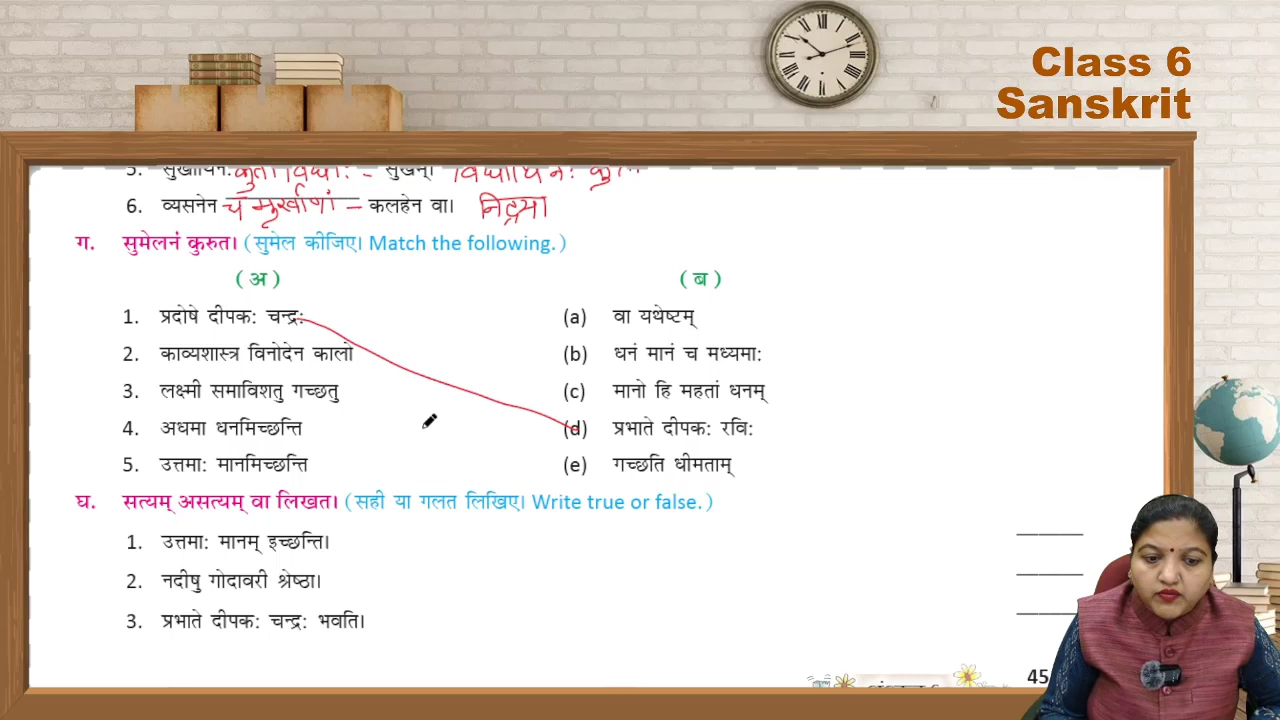 Class 6
Sanskrit
5. सुखार्थिनः कुतो विद्या: - सुखम्। विद्यार्थिनः
6. व्यसनेन च मुर्खाणां - कलहेन वा। निद्रया
ग. सुमेलनं कुरुत। (सुमेल कीजिए। Match the following.)
(अ) (ब)
1. प्रदोषे दीपकः चन्द्रः (a) वा यथेष्टम्
2. काव्यशास्त्र विनोदेन कालो (b) धनं मानं च मध्यमाः
3. लक्ष्मी समाविशतु गच्छतु (c) मानो हि महतां धनम्
4. अधमा धनमिच्छन्ति (d) प्रभाते दीपकः रविः
5. उत्तमाः मानमिच्छन्ति (e) गच्छति धीमताम्
घ. सत्यम् असत्यम् वा लिखत। (सही या गलत लिखिए। Write true or false.)
1. उत्तमाः मानम् इच्छन्ति।
2. नदीषु गोदावरी श्रेष्ठा।
3. प्रभाते दीपकः चन्द्रः भवति।
45